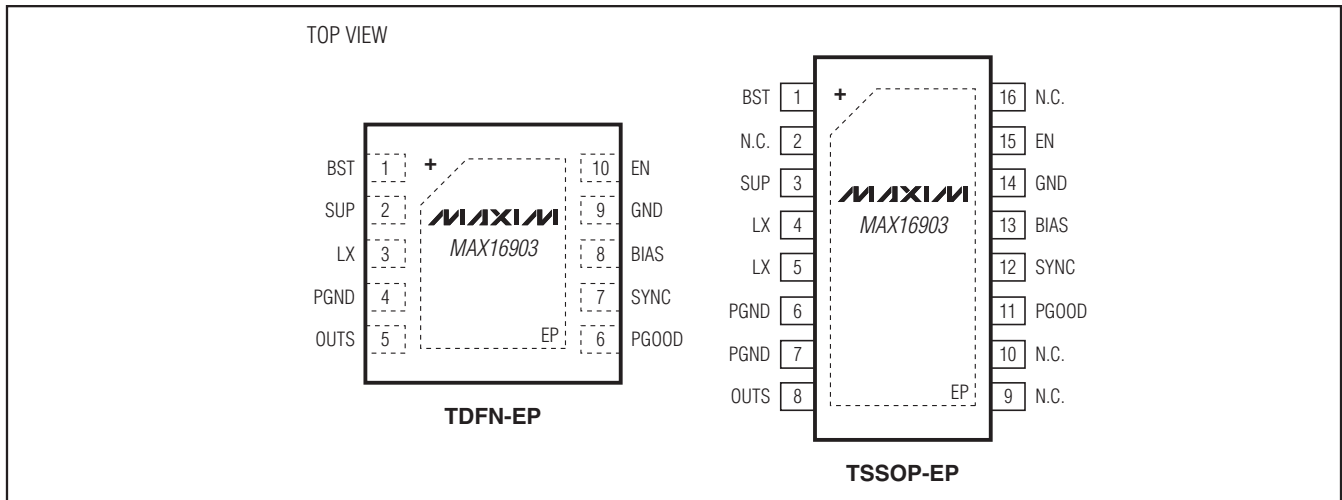 TOP VIEW
BST 1 + 10 EN
SUP 2 MAXIM 9 GND
LX 3 MAX16903 8 BIAS
PGND 4 7 SYNC
OUTS 5 EP 6 PGOOD
TDFN-EP
BST 1 + 16 N.C.
N.C. 2 15 EN
SUP 3 MAXIM 14 GND
LX 4 MAX16903 13 BIAS
LX 5 12 SYNC
PGND 6 11 PGOOD
PGND 7 10 N.C.
OUTS 8 EP 9 N.C.
TSSOP-EP